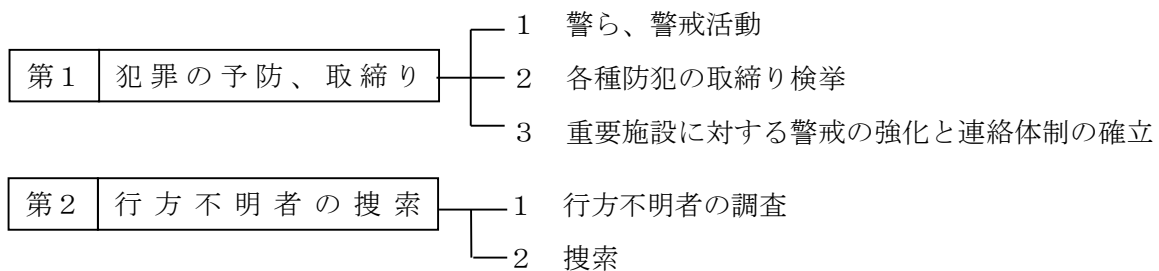 1 警ら、警戒活動
第1 犯罪の予防、取締り
2 各種防犯の取締り検挙
3 重要施設に対する警戒の強化と連絡体制の確立
第2 行方不明者の捜索
1 行方不明者の調査
2 捜索